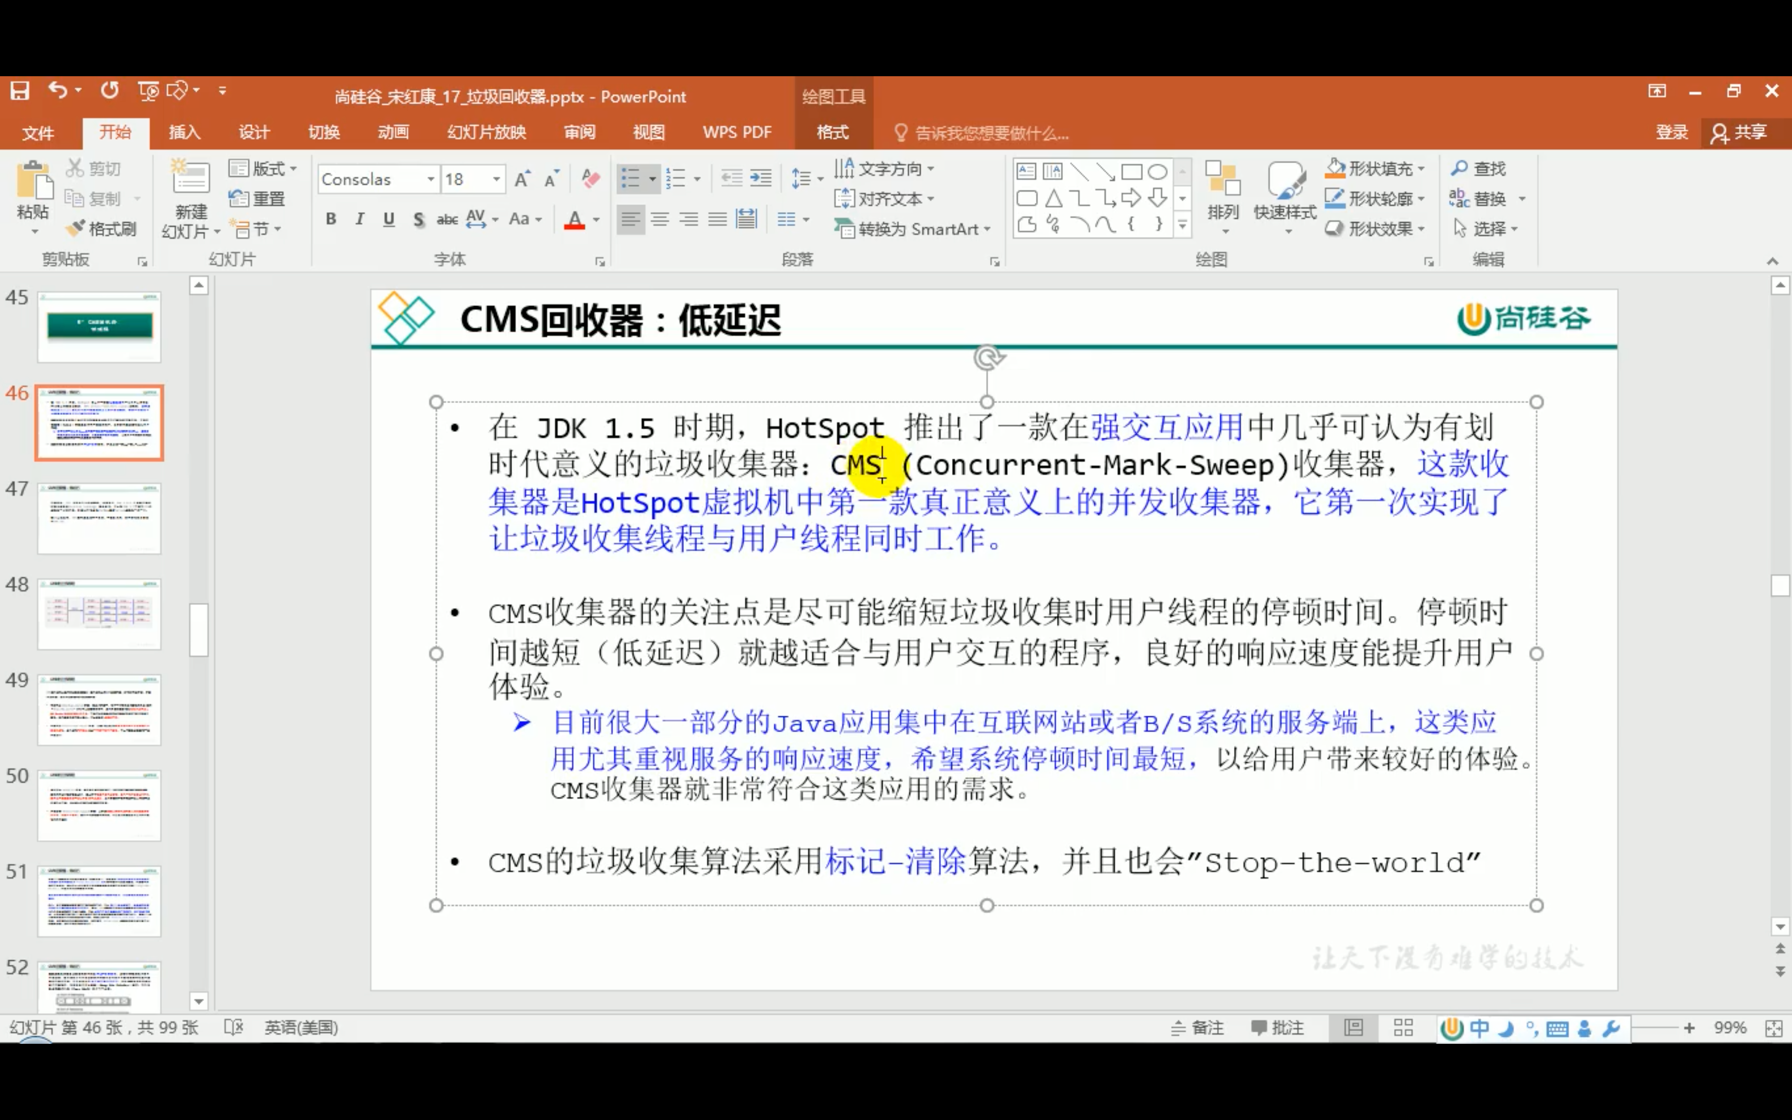 尚硅谷_宋红康_17_垃圾回收器.pptx - PowerPoint
绘图工具
文件 开始 插入 设计 切换 动画 幻灯片放映 审阅 视图 WPS PDF 格式 告诉我您想要做什么... 登录 共享
粘贴 剪切 复制 格式刷 剪贴板
新建幻灯片 版式 重置 节 幻灯片
Consolas 18 B I U S abc AV Aa A 字体
文字方向 对齐文本 转换为 SmartArt 段落
排列 快速样式 形状填充 形状轮廓 形状效果 绘图
查找 替换 选择 编辑
45
46
47
48
49
50
51
52
CMS回收器：低延迟
尚硅谷
• 在 JDK 1.5 时期，HotSpot 推出了一款在强交互应用中几乎可认为有划
时代意义的垃圾收集器：CMS (Concurrent-Mark-Sweep)收集器，这款收
集器是HotSpot虚拟机中第一款真正意义上的并发收集器，它第一次实现了
让垃圾收集线程与用户线程同时工作。
• CMS收集器的关注点是尽可能缩短垃圾收集时用户线程的停顿时间。停顿时
间越短（低延迟）就越适合与用户交互的程序，良好的响应速度能提升用户
体验。
➢ 目前很大一部分的Java应用集中在互联网站或者B/S系统的服务端上，这类应
用尤其重视服务的响应速度，希望系统停顿时间最短，以给用户带来较好的体验。
CMS收集器就非常符合这类应用的需求。
• CMS的垃圾收集算法采用标记-清除算法，并且也会"Stop-the-world"
让天下没有难学的技术
幻灯片 第 46 张，共 99 张 英语(美国) 备注 批注 中 99%